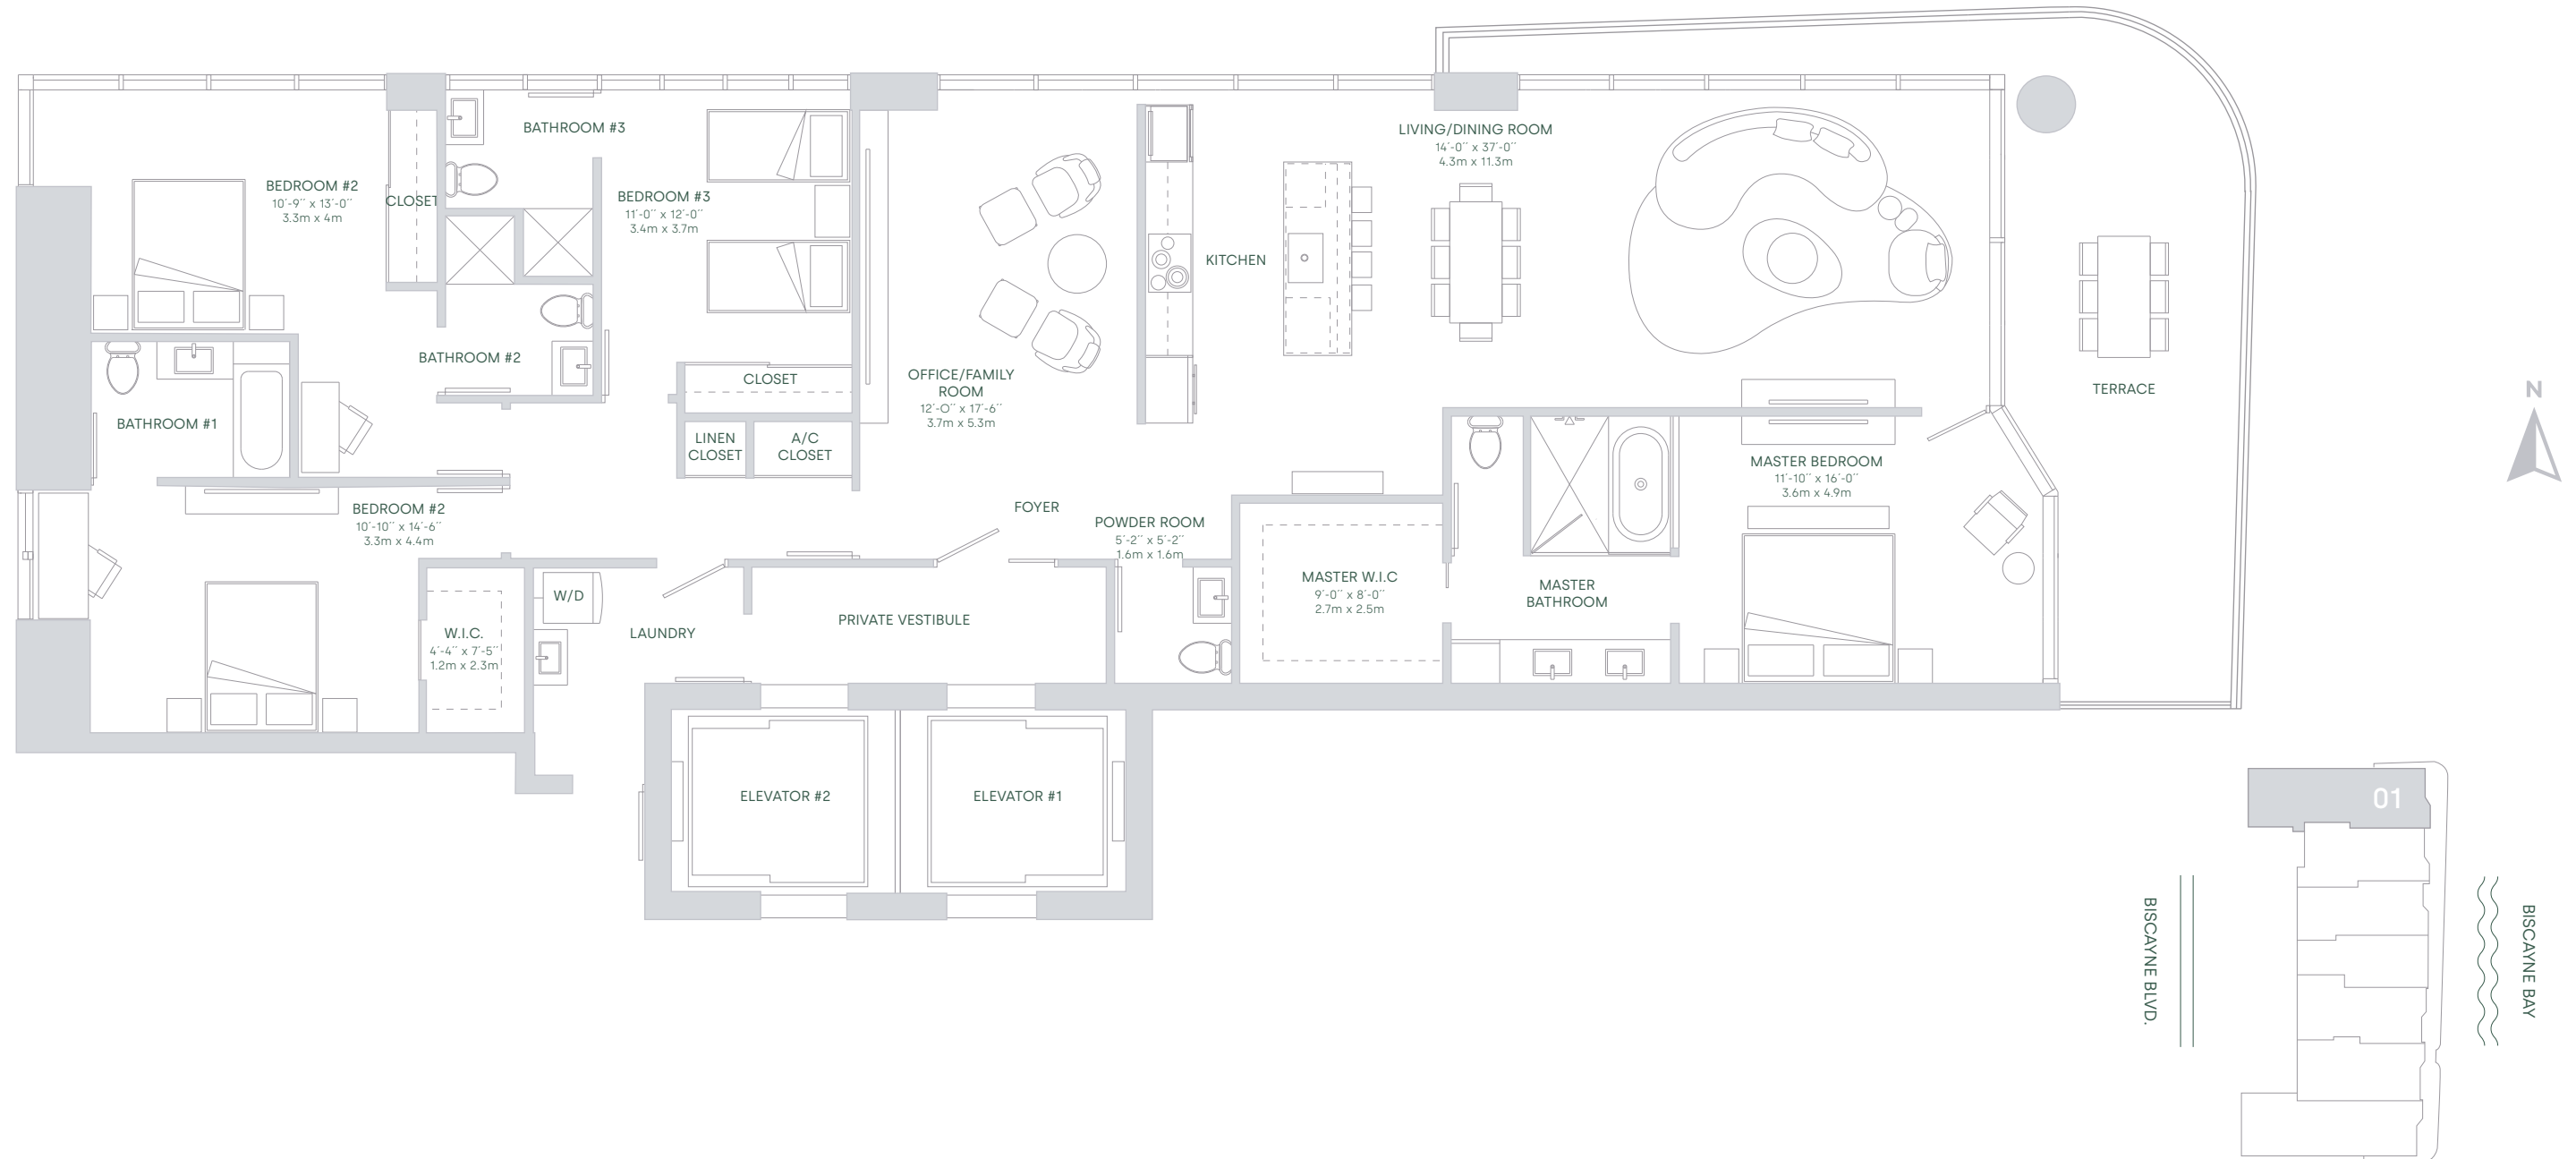 BATHROOM #3
LIVING/DINING ROOM
14´-0´´ x 37´-0´´
4.3m x 11.3m
BEDROOM #2
10´-9´´ x 13´-0´´
3.3m x 4m
CLOSET
BEDROOM #3
11´-0´´ x 12´-0´´
3.4m x 3.7m
KITCHEN
BATHROOM #2
CLOSET
OFFICE/FAMILY
ROOM
12´-O´´ x 17´-6´´
3.7m x 5.3m
TERRACE
N
BATHROOM #1
LINEN
CLOSET
A/C
CLOSET
MASTER BEDROOM
11´-10´´ x 16´-0´´
3.6m x 4.9m
BEDROOM #2
10´-10´´ x 14´-6´´
3.3m x 4.4m
FOYER
POWDER ROOM
5´-2´´ x 5´-2´´
1.6m x 1.6m
MASTER W.I.C
9´-0´´ x 8´-0´´
2.7m x 2.5m
MASTER
BATHROOM
W/D
W.I.C.
4´-4´´ x 7´-5´´
1.2m x 2.3m
LAUNDRY
PRIVATE VESTIBULE
ELEVATOR #2
ELEVATOR #1
01
BISCAYNE BLVD.
BISCAYNE BAY